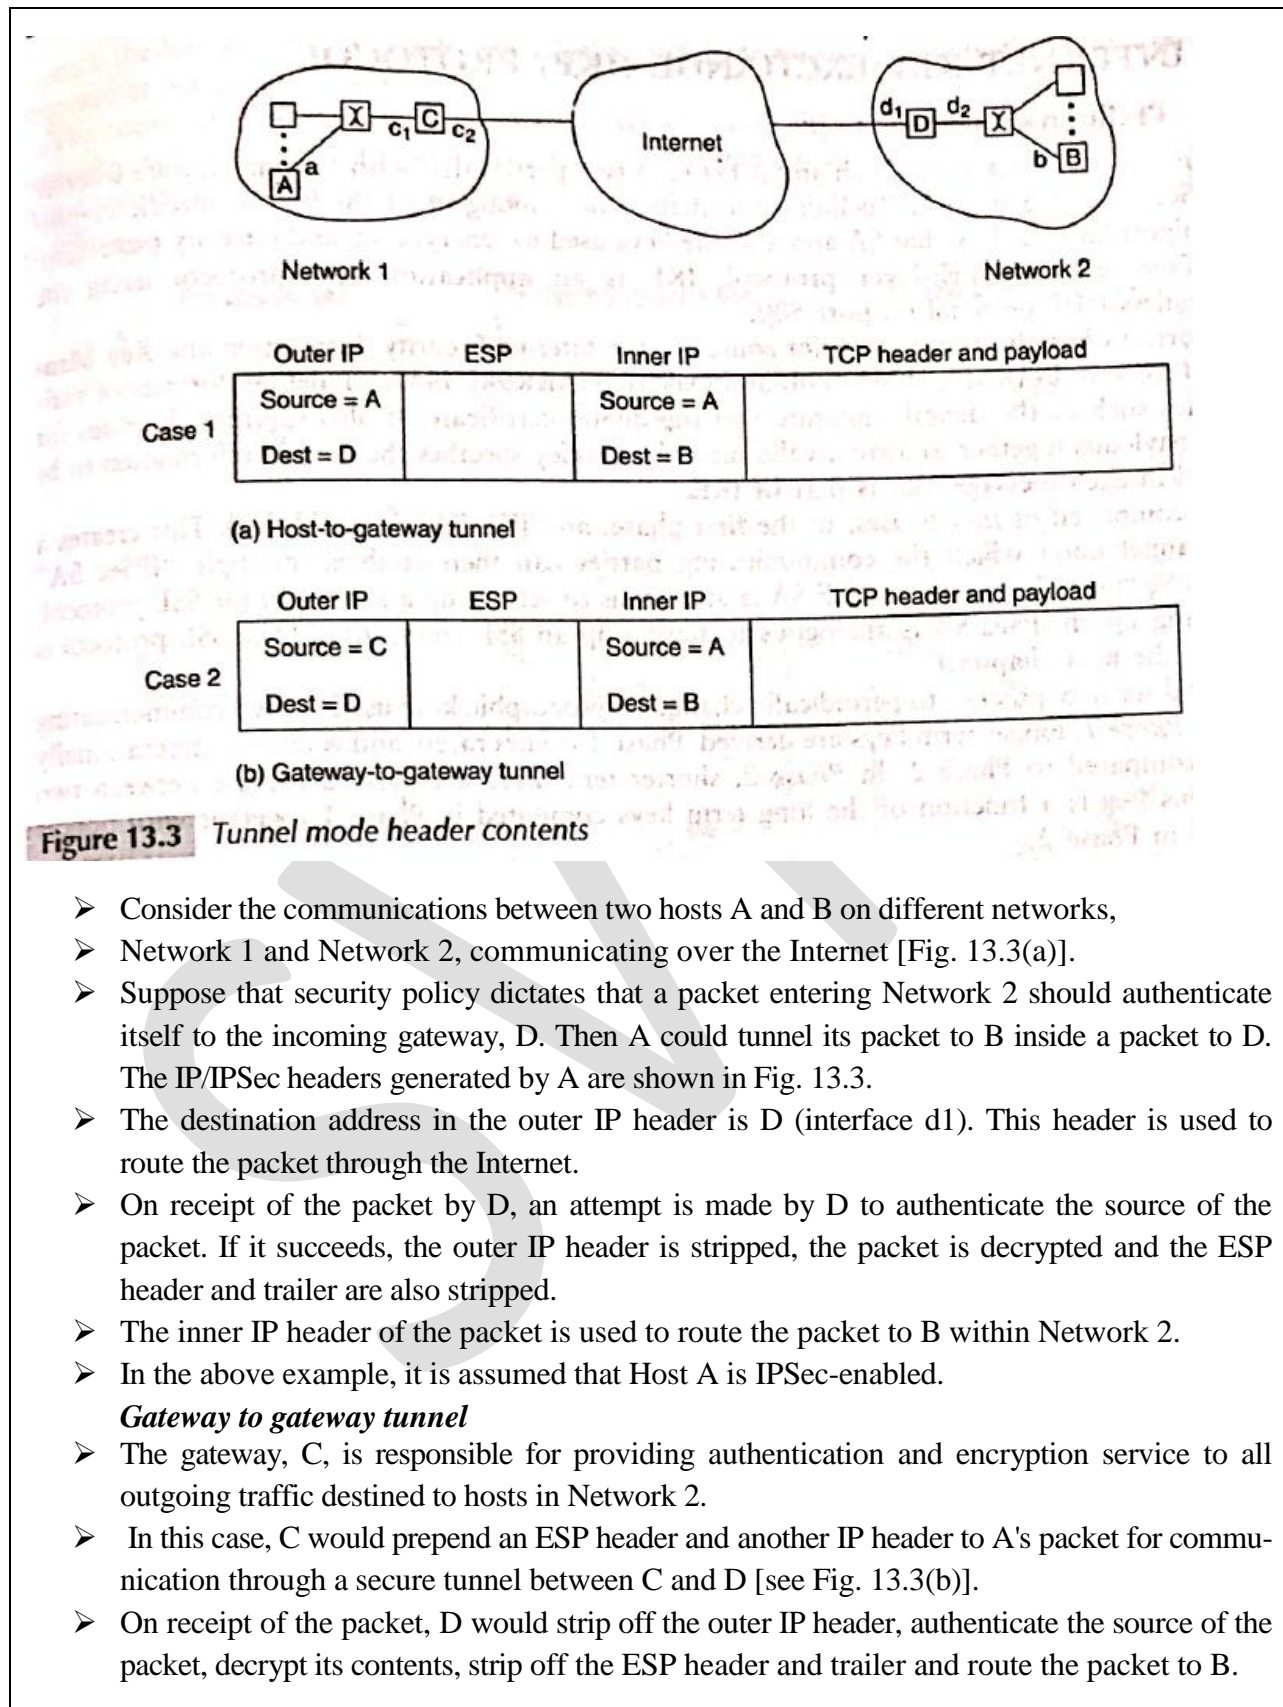 c1 C c2
a
A
Internet
d1 D d2
b B
Network 1
Network 2
Outer IP ESP Inner IP TCP header and payload
Case 1
Source = A Source = A
Dest = D Dest = B
(a) Host-to-gateway tunnel
Outer IP ESP Inner IP TCP header and payload
Case 2
Source = C Source = A
Dest = D Dest = B
(b) Gateway-to-gateway tunnel
Figure 13.3 Tunnel mode header contents
➢ Consider the communications between two hosts A and B on different networks,
➢ Network 1 and Network 2, communicating over the Internet [Fig. 13.3(a)].
➢ Suppose that security policy dictates that a packet entering Network 2 should authenticate
itself to the incoming gateway, D. Then A could tunnel its packet to B inside a packet to D.
The IP/IPSec headers generated by A are shown in Fig. 13.3.
➢ The destination address in the outer IP header is D (interface d1). This header is used to
route the packet through the Internet.
➢ On receipt of the packet by D, an attempt is made by D to authenticate the source of the
packet. If it succeeds, the outer IP header is stripped, the packet is decrypted and the ESP
header and trailer are also stripped.
➢ The inner IP header of the packet is used to route the packet to B within Network 2.
➢ In the above example, it is assumed that Host A is IPSec-enabled.
Gateway to gateway tunnel
➢ The gateway, C, is responsible for providing authentication and encryption service to all
outgoing traffic destined to hosts in Network 2.
➢ In this case, C would prepend an ESP header and another IP header to A's packet for commu-
nication through a secure tunnel between C and D [see Fig. 13.3(b)].
➢ On receipt of the packet, D would strip off the outer IP header, authenticate the source of the
packet, decrypt its contents, strip off the ESP header and trailer and route the packet to B.